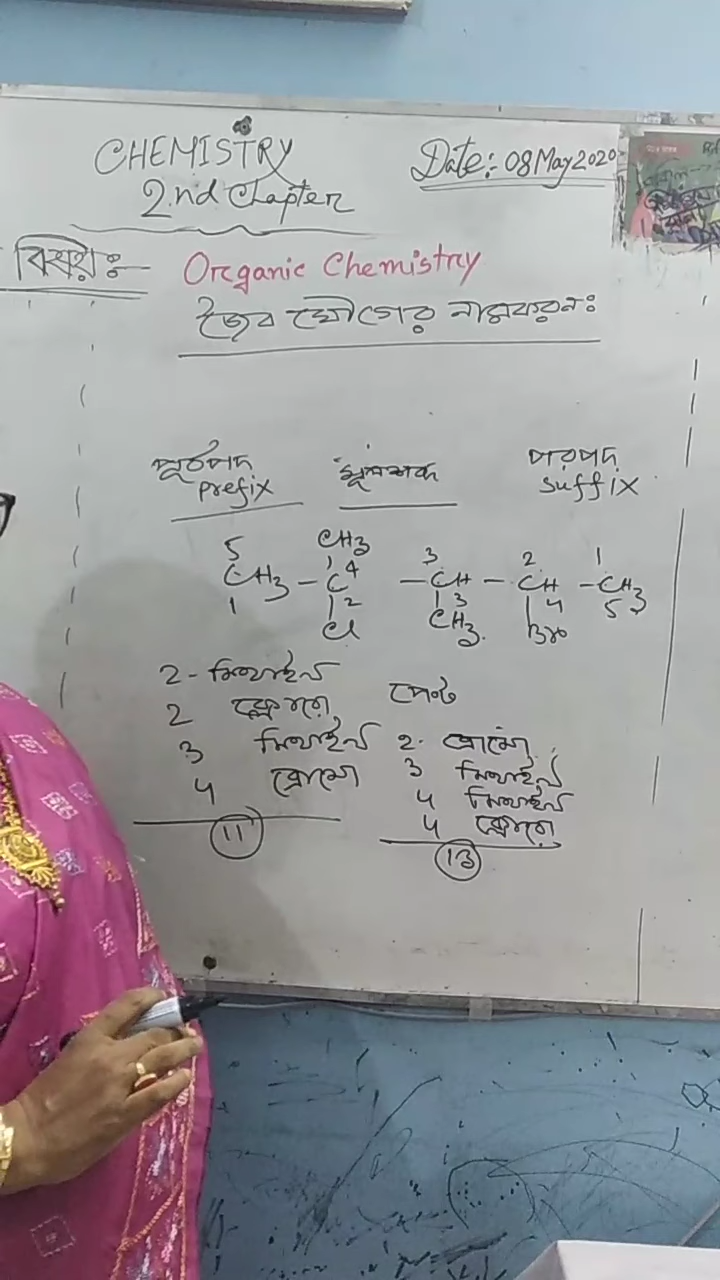 CHEMISTRY
2nd Chapter
Date:- 08 May 2020
বিষয়ঃ- Organic Chemistry
জৈব যৌগের নামকরনঃ
পূর্বপদ
prefix
মূলশব্দ
পরপদ
suffix
5 CH3 4 3 2 1
CH3 – C – CH – CH – CH3
1 2 3 4 5
Cl CH3 Br
2 - মিথাইল
2 ক্লোরো
3 মিথাইল
4 ব্রোমো
11
পেন্ট
2. ব্রোমো
3 মিথাইল
4 মিথাইল
4 ক্লোরো
13